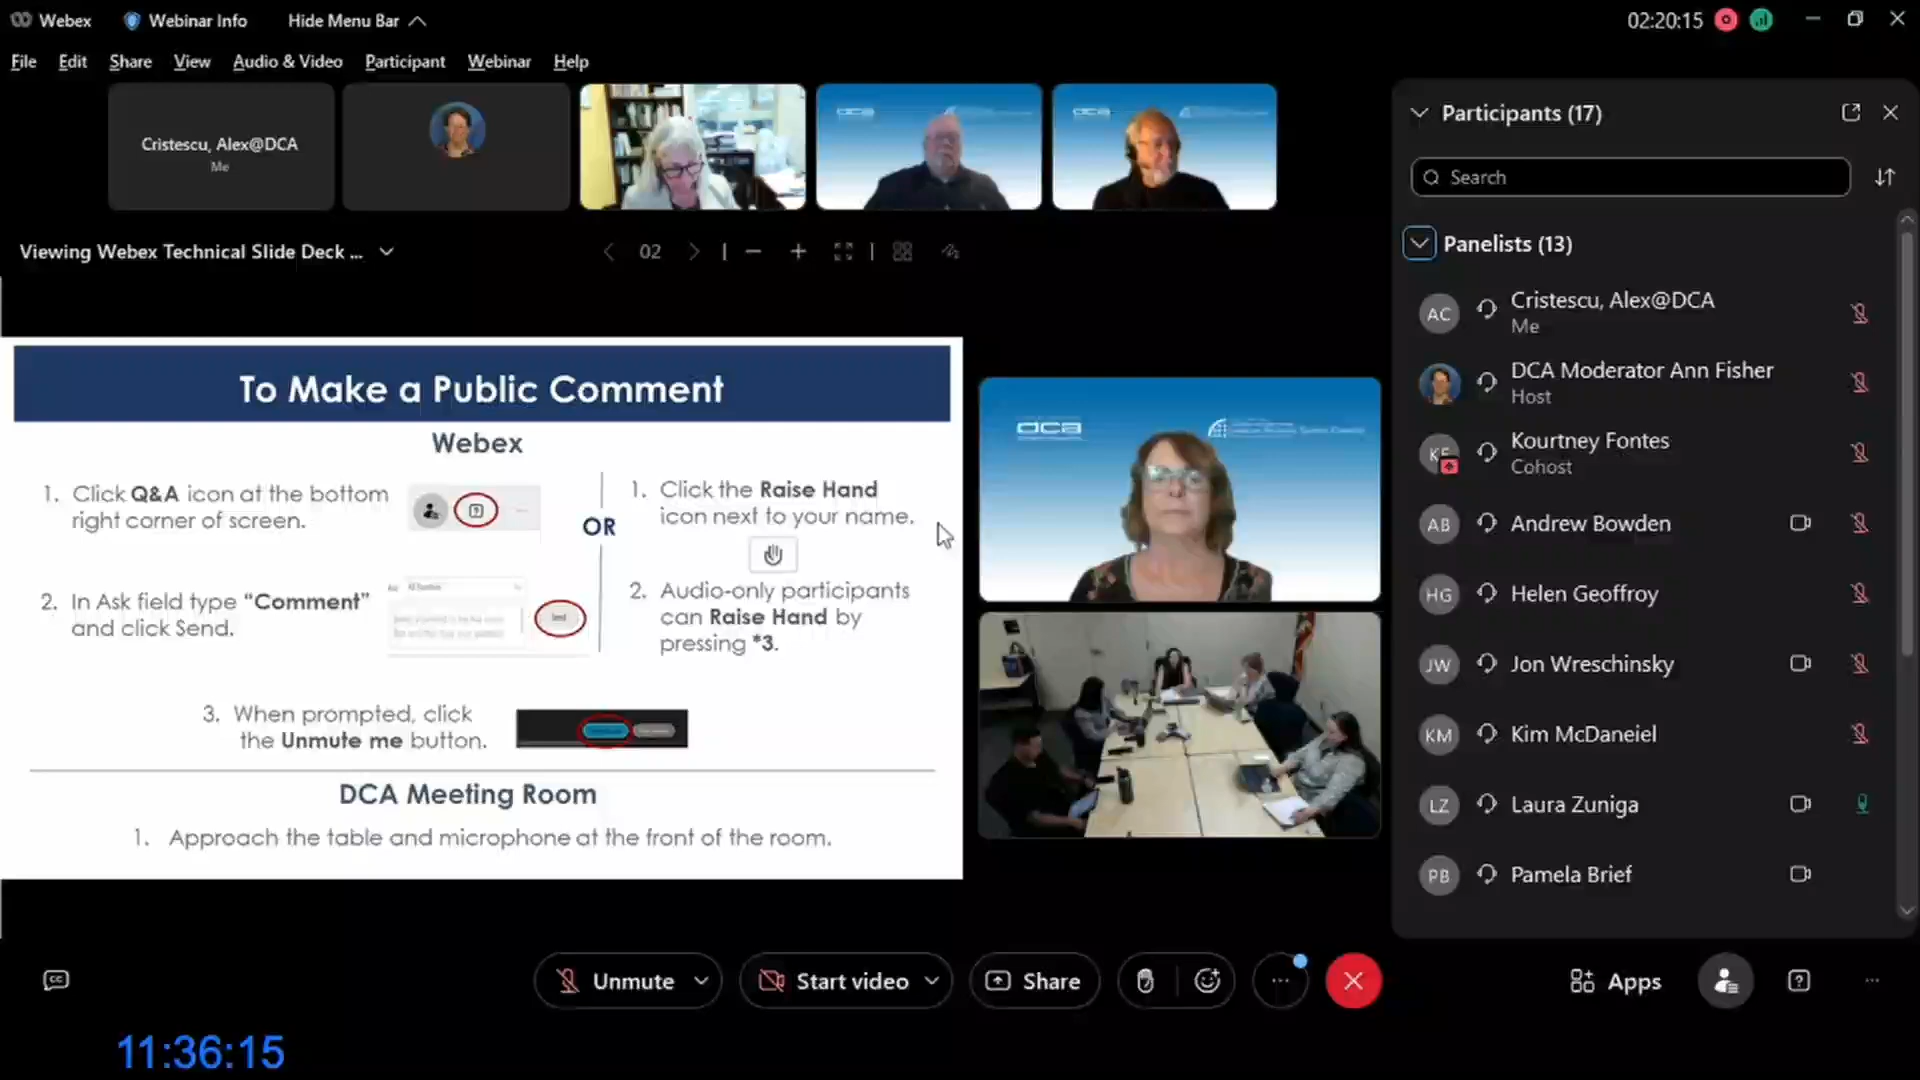 Webex
Webinar Info
Hide Menu Bar
02:20:15
File
Edit
Share
View
Audio & Video
Participant
Webinar
Help
Cristescu, Alex@DCA
Me
dca
dca
Viewing Webex Technical Slide Deck ...
02
To Make a Public Comment
Webex
1. Click Q&A icon at the bottom
right corner of screen.
2. In Ask field type “Comment”
and click Send.
OR
1. Click the Raise Hand
icon next to your name.
2. Audio-only participants
can Raise Hand by
pressing *3.
3. When prompted, click
the Unmute me button.
DCA Meeting Room
1. Approach the table and microphone at the front of the room.
dca
Participants (17)
Search
Panelists (13)
AC
Cristescu, Alex@DCA
Me
DCA Moderator Ann Fisher
Host
KF
Kourtney Fontes
Cohost
AB
Andrew Bowden
HG
Helen Geoffroy
JW
Jon Wreschinsky
KM
Kim McDaneiel
LZ
Laura Zuniga
PB
Pamela Brief
CC
Unmute
Start video
Share
Apps
11:36:15